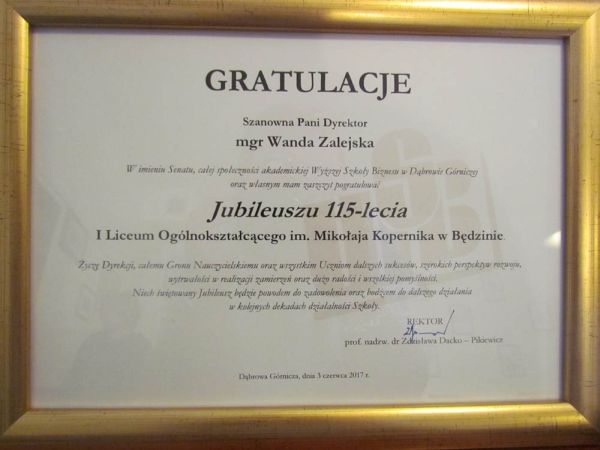 GRATULACJE
Szanowna Pani Dyrektor
mgr Wanda Zalejska
W imieniu Senatu, całej społeczności akademickiej Wyższej Szkoły Biznesu w Dąbrowie Górniczej
oraz własnym mam zaszczyt pogratulować
Jubileuszu 115-lecia
I Liceum Ogólnokształcącego im. Mikołaja Kopernika w Będzinie.
Życzę Dyrekcji, całemu Gronu Nauczycielskiemu oraz wszystkim Uczniom dalszych sukcesów, szerokich perspektyw rozwoju,
wytrwałości w realizacji zamierzeń oraz dużo radości i wszelkiej pomyślności.
Niech świętowany Jubileusz będzie powodem do zadowolenia oraz bodźcem do dalszego działania
w kolejnych dekadach działalności Szkoły.
REKTOR
prof. nadzw. dr Zdzisława Dacko – Pikiewicz
Dąbrowa Górnicza, dnia 3 czerwca 2017 r.